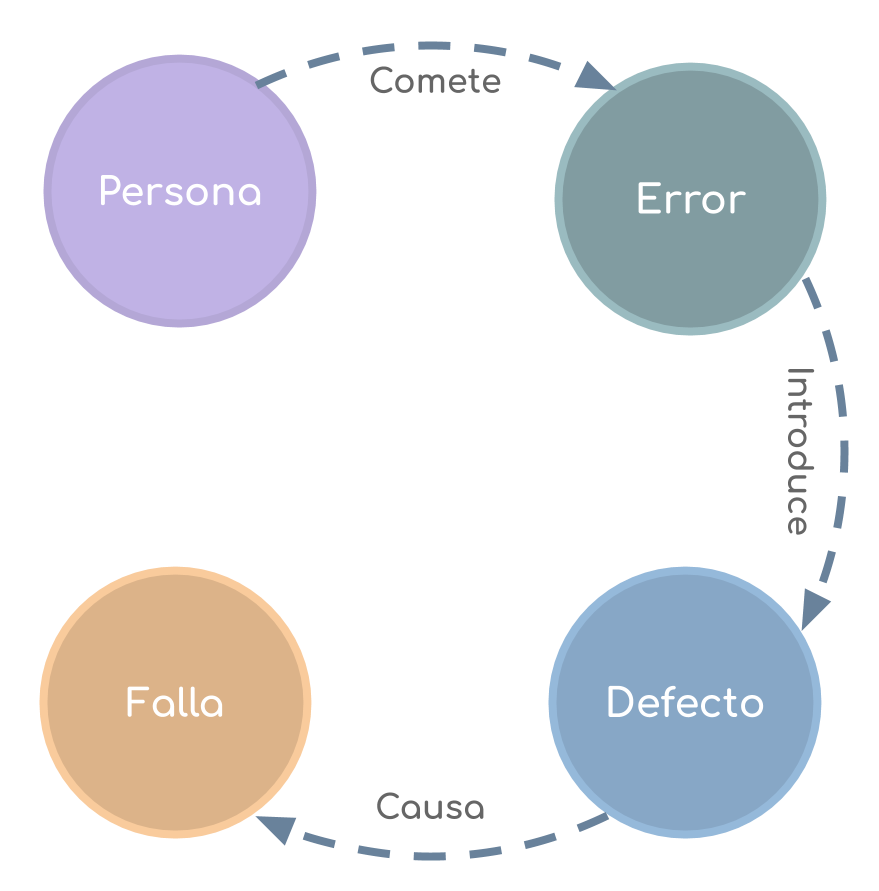 Comete
Persona
Error
Introduce
Defecto
Causa
Falla